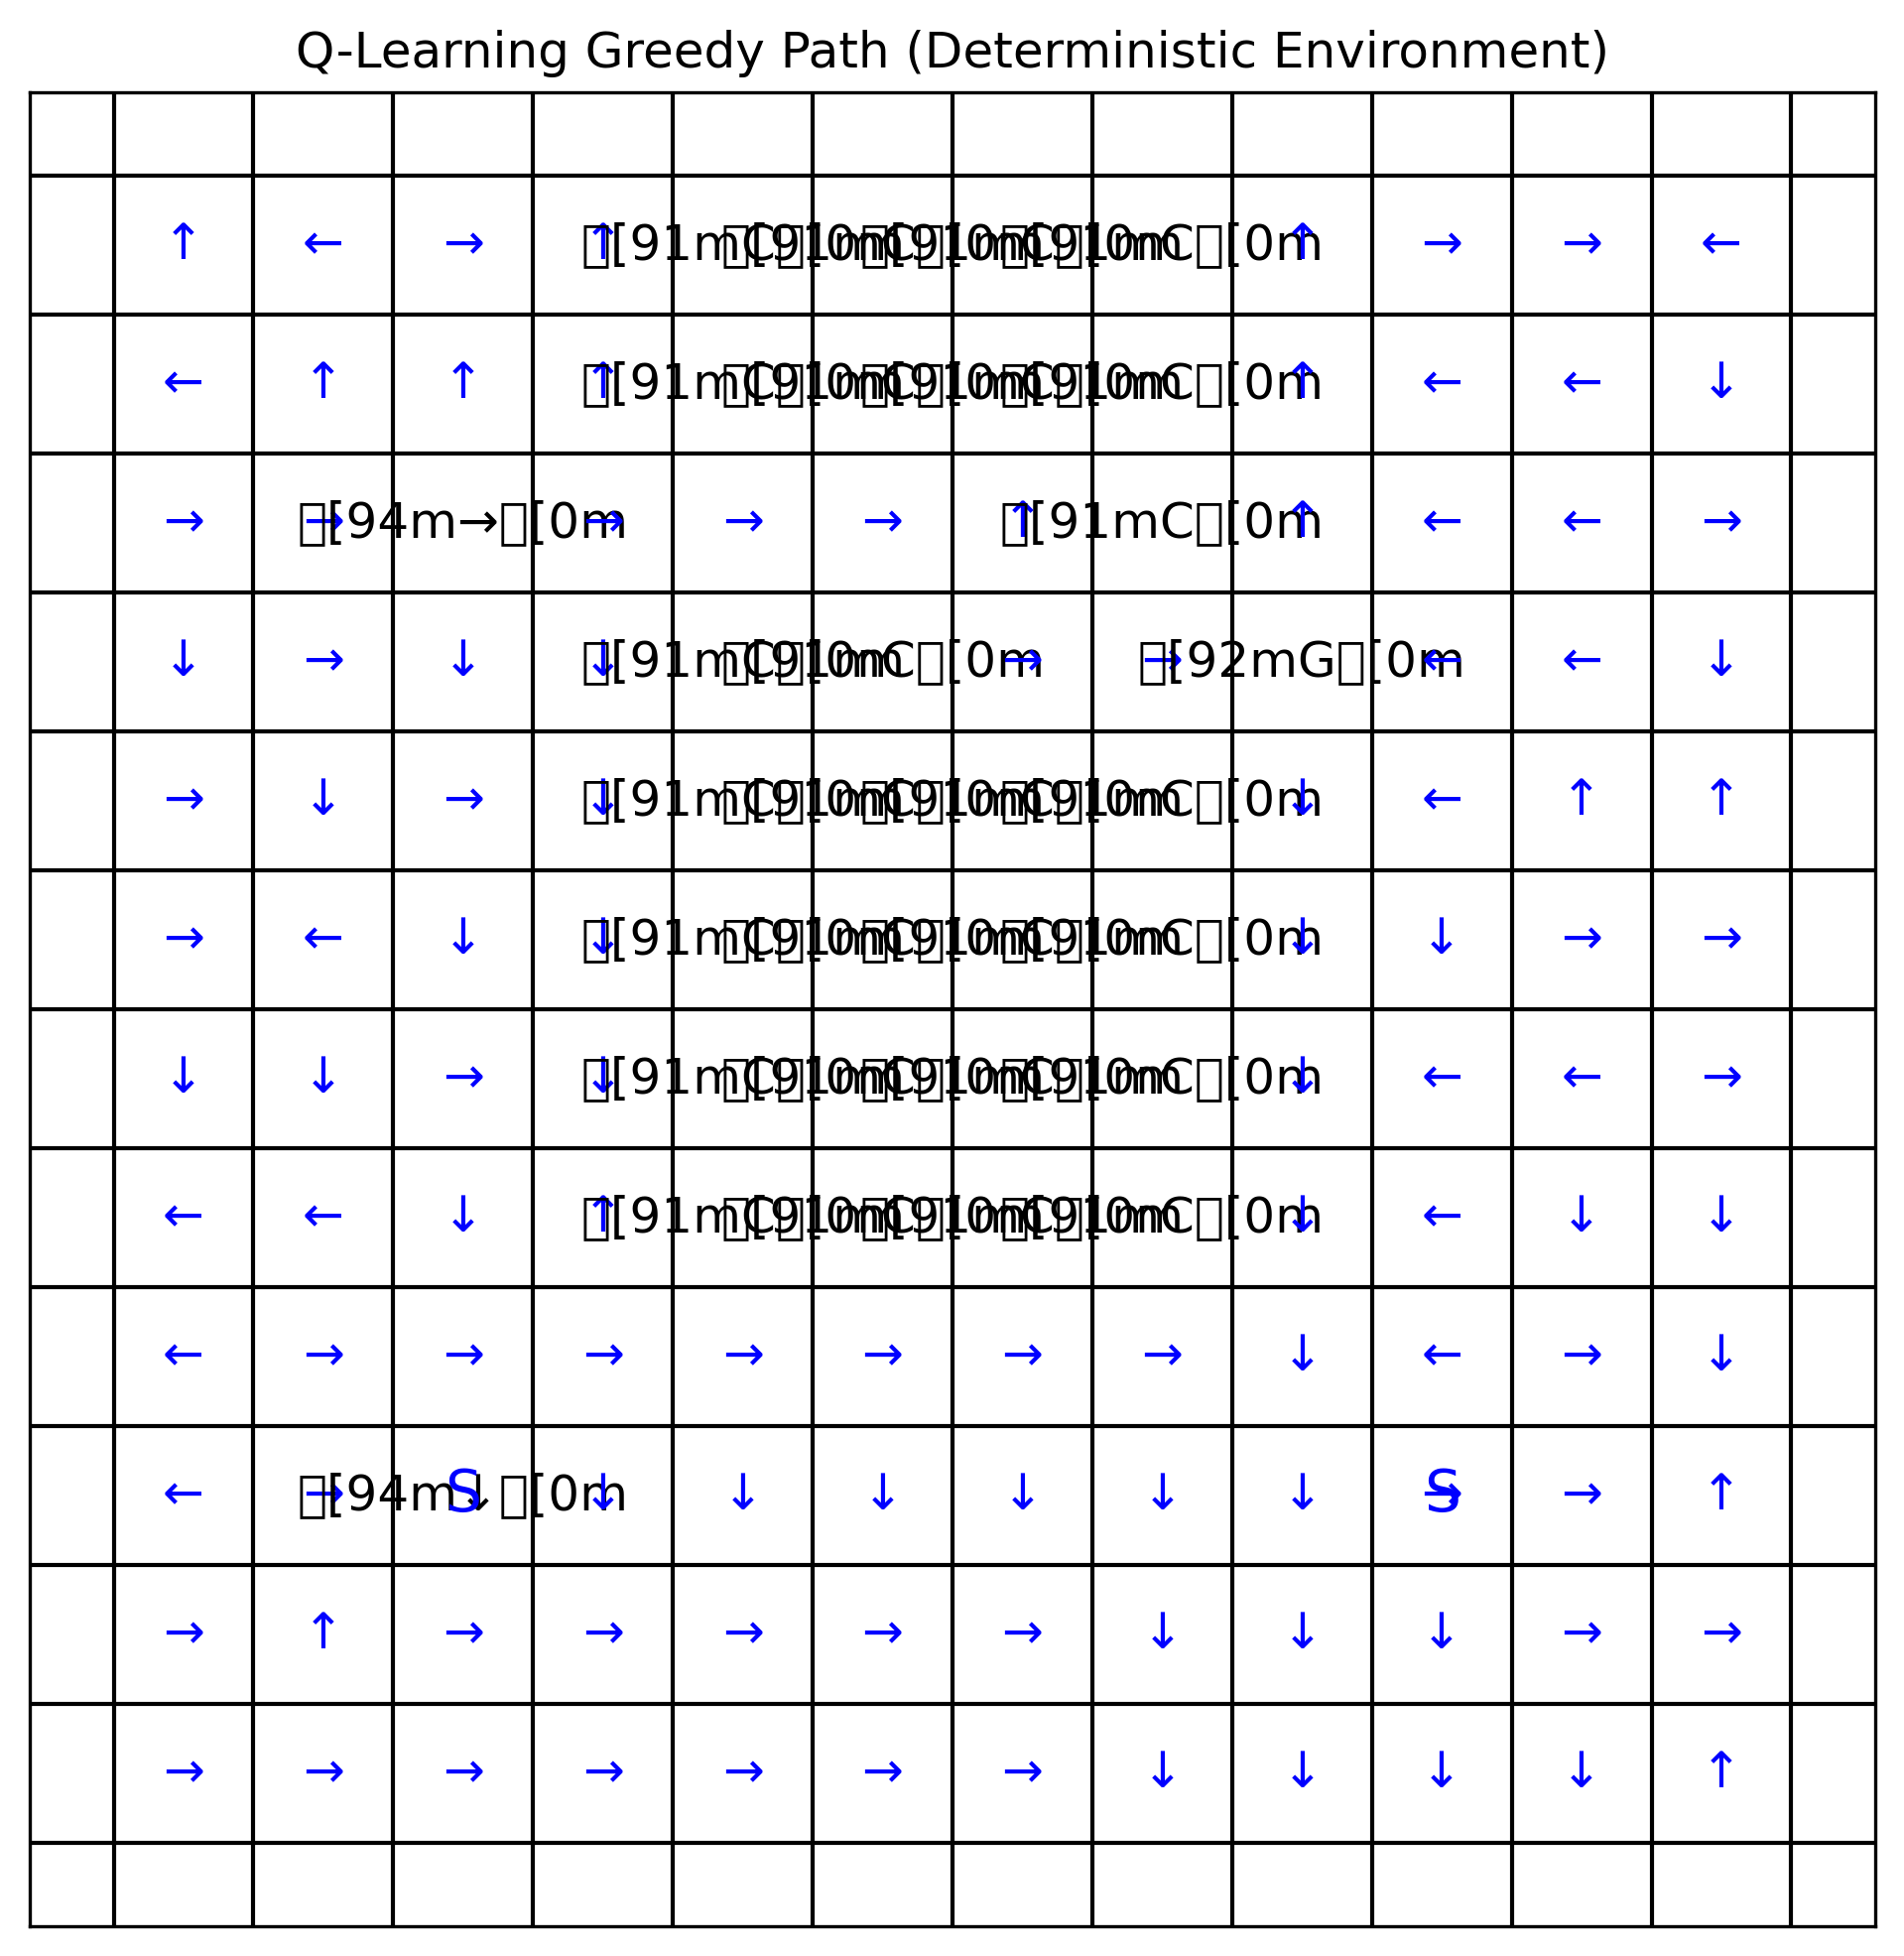 Q-Learning Greedy Path (Deterministic Environment)
↑ ← → ↑ ▯[91mC▯[0m ▯[91mC▯[0m ▯[91mC▯[0m ▯[91mC▯[0m ↑ → → ←
← ↑ ↑ ↑ ▯[91mC▯[0m ▯[91mC▯[0m ▯[91mC▯[0m ▯[91mC▯[0m ↑ ← ← ↓
→ → ▯[94m→▯[0m → → → ↑ ▯[91mC▯[0m ↑ ← ← →
↓ → ↓ ↓ ▯[91mC▯[0m ▯[91mC▯[0m → → ▯[92mG▯[0m ← ← ↓
→ ↓ → ↓ ▯[91mC▯[0m ▯[91mC▯[0m ▯[91mC▯[0m ▯[91mC▯[0m ↓ ← ↑ ↑
→ ← ↓ ↓ ▯[91mC▯[0m ▯[91mC▯[0m ▯[91mC▯[0m ▯[91mC▯[0m ↓ ↓ → →
↓ ↓ → ↓ ▯[91mC▯[0m ▯[91mC▯[0m ▯[91mC▯[0m ▯[91mC▯[0m ↓ ← ← →
← ← ↓ ↑ ▯[91mC▯[0m ▯[91mC▯[0m ▯[91mC▯[0m ▯[91mC▯[0m ↓ ← ↓ ↓
← → → → → → → → ↓ ← → ↓
← → ▯[94m↓▯[0m S ↓ ↓ ↓ ↓ ↓ ↓ → S → ↑
→ ↑ → → → → → ↓ ↓ ↓ → →
→ → → → → → → ↓ ↓ ↓ ↓ ↑